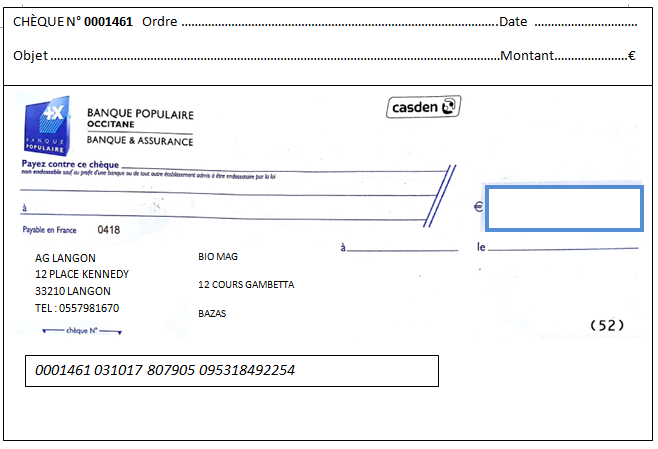 CHÈQUE N° 0001461 Ordre ........................................................................................Date .............................
Objet ..............................................................................................................................Montant.....................€
4X
BANQUE
POPULAIRE
BANQUE POPULAIRE
OCCITANE
BANQUE & ASSURANCE
casden
Payez contre ce chèque
non endossable sauf au profit d'une banque ou de tout autre établissement admis à être endossataire par la loi
à
€
Payable en France 0418
à le
AG LANGON
12 PLACE KENNEDY
33210 LANGON
TEL : 0557981670
BIO MAG
12 COURS GAMBETTA
BAZAS
chèque N°
(52)
0001461 031017 807905 095318492254